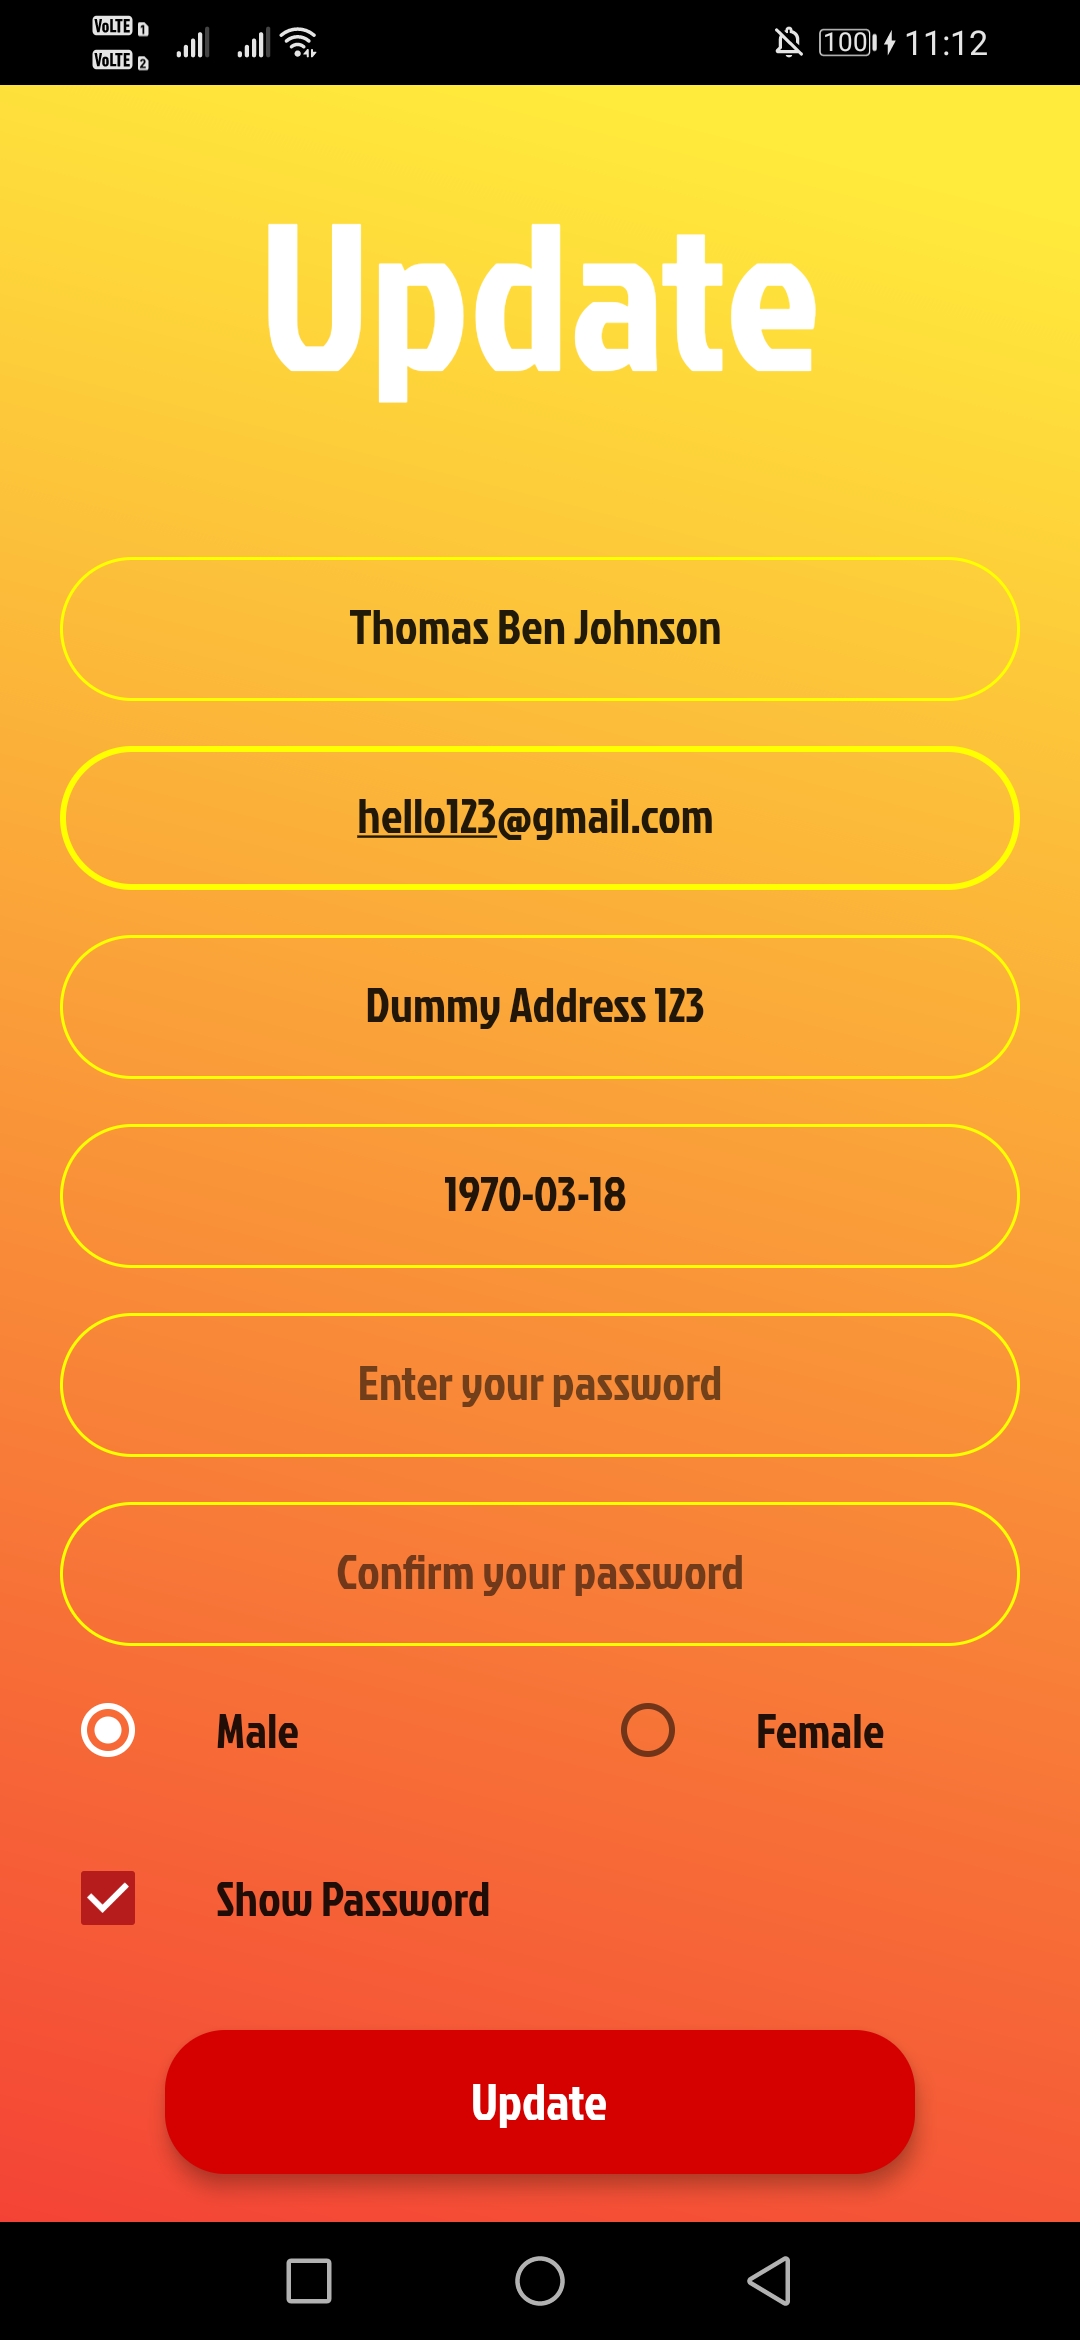 VoLTE 1
VoLTE 2
100 11:12
Update
Thomas Ben Johnson
hello123@gmail.com
Dummy Address 123
1970-03-18
Enter your password
Confirm your password
Male Female
Show Password
Update